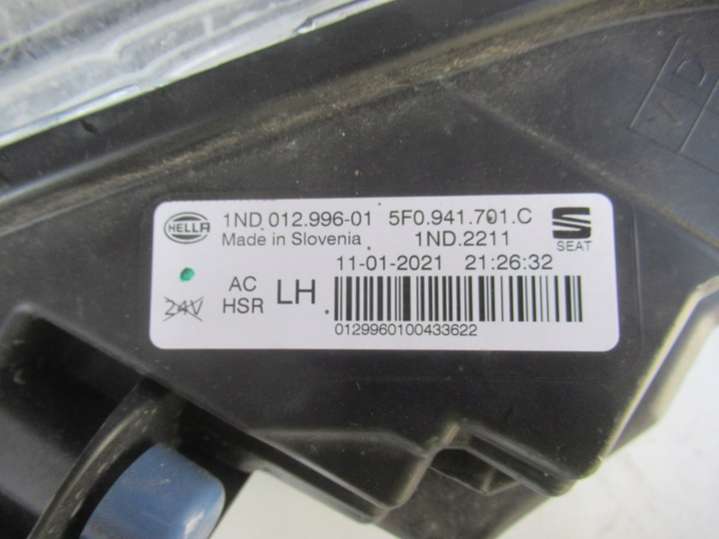 HELLA 1ND 012.996-01 5F0.941.701.C
Made in Slovenia 1ND.2211
SEAT
11-01-2021 21:26:32
AC
24V HSR LH
0129960100433622